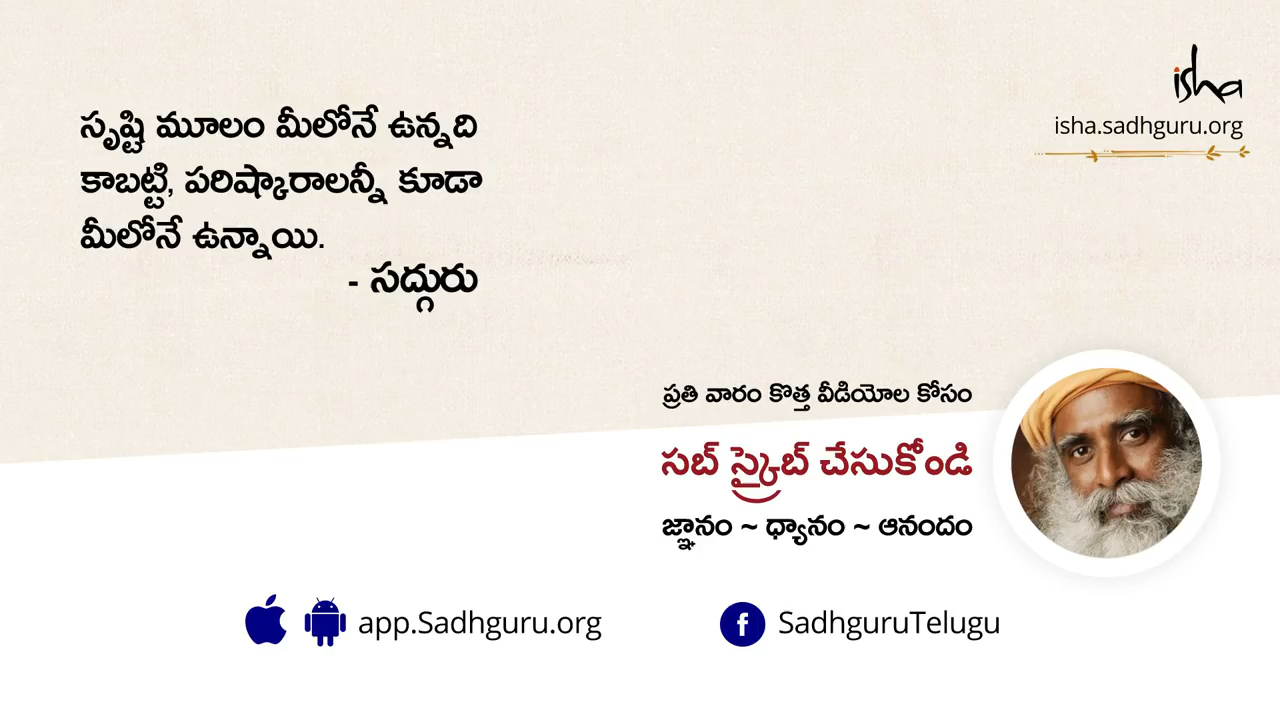 సృష్టి మూలం మీలోనే ఉన్నది
కాబట్టి, పరిష్కారాలన్నీ కూడా
మీలోనే ఉన్నాయి.
- సద్గురు
isha
isha.sadhguru.org
ప్రతి వారం కొత్త వీడియోల కోసం
సబ్ స్క్రైబ్ చేసుకోండి
జ్ఞానం ~ ధ్యానం ~ ఆనందం
app.Sadhguru.org
SadhguruTelugu